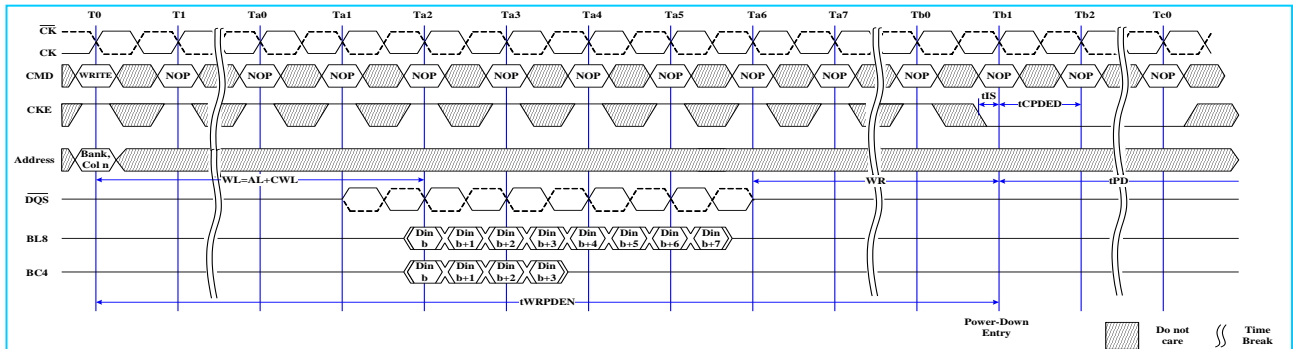 T0 T1 Ta0 Ta1 Ta2 Ta3 Ta4 Ta5 Ta6 Ta7 Tb0 Tb1 Tb2 Tc0
CK
CK
CMD WRITE NOP NOP NOP NOP NOP NOP NOP NOP NOP NOP NOP NOP NOP
tIS
CKE tCPDED
Address Bank,
Col n
WL=AL+CWL WR tPD
DQS
BL8 Din Din Din Din Din Din Din Din
b b+1 b+2 b+3 b+4 b+5 b+6 b+7
BC4 Din Din Din Din
b b+1 b+2 b+3
tWRPDEN
Power-Down
Entry
Do not
care
Time
Break